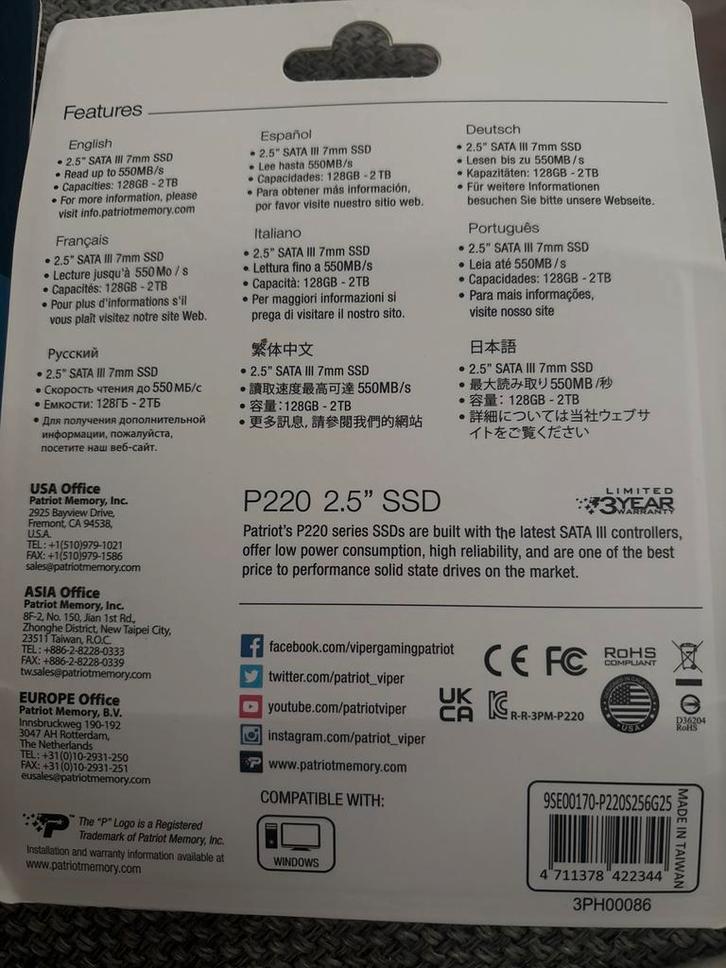 Features
English
• 2.5" SATA III 7mm SSD
• Read up to 550MB/s
• Capacities: 128GB - 2TB
• For more information, please
visit info.patriotmemory.com
Español
• 2.5" SATA III 7mm SSD
• Lee hasta 550MB/s
• Capacidades: 128GB - 2TB
• Para obtener más información,
por favor visite nuestro sitio web.
Deutsch
• 2.5" SATA III 7mm SSD
• Lesen bis zu 550MB/s
• Kapazitäten: 128GB - 2TB
• Für weitere Informationen
besuchen Sie bitte unsere Webseite.
Français
• 2.5" SATA III 7mm SSD
• Lecture jusqu'à 550 Mo / s
• Capacités: 128GB - 2TB
• Pour plus d'informations s'il
vous plaît visitez notre site Web.
Italiano
• 2.5" SATA III 7mm SSD
• Lettura fino a 550MB/s
• Capacità: 128GB - 2TB
• Per maggiori informazioni si
prega di visitare il nostro sito.
Português
• 2.5" SATA III 7mm SSD
• Leia até 550MB/s
• Capacidades: 128GB - 2TB
• Para mais informações,
visite nosso site
Русский
• 2.5" SATA III 7mm SSD
• Скорость чтения до 550 МБ/с
• Емкости: 128ГБ - 2ТБ
• Для получения дополнительной
информации, пожалуйста,
посетите наш веб-сайт.
繁体中文
• 2.5" SATA III 7mm SSD
• 讀取速度最高可達 550MB/s
• 容量：128GB - 2TB
• 更多訊息, 請參閱我們的網站
日本語
• 2.5" SATA III 7mm SSD
• 最大読み取り550MB /秒
• 容量： 128GB - 2TB
• 詳細については当社ウェブサ
イトをご覧ください
USA Office
Patriot Memory, Inc.
2925 Bayview Drive,
Fremont, CA 94538,
U.S.A.
TEL: +1(510)979-1021
FAX: +1(510)979-1586
sales@patriotmemory.com
ASIA Office
Patriot Memory, Inc.
8F-2, No. 150, Jian 1st Rd.,
Zhonghe District, New Taipei City,
23511 Taiwan, R.O.C.
TEL: +886-2-8228-0333
FAX: +886-2-8228-0339
tw.sales@patriotmemory.com
EUROPE Office
Patriot Memory, B.V.
Innsbruckweg 190-192
3047 AH Rotterdam,
The Netherlands
TEL: +31(0)10-2931-250
FAX: +31(0)10-2931-251
eusales@patriotmemory.com
P™ The "P" Logo is a Registered
Trademark of Patriot Memory, Inc.
Installation and warranty information available at
www.patriotmemory.com
P220 2.5" SSD
LIMITED
3YEAR
WARRANTY
Patriot's P220 series SSDs are built with the latest SATA III controllers,
offer low power consumption, high reliability, and are one of the best
price to performance solid state drives on the market.
facebook.com/vipergamingpatriot
twitter.com/patriot_viper
youtube.com/patriotviper
instagram.com/patriot_viper
www.patriotmemory.com
CE FC RoHS
COMPLIANT
UK
CA
R-R-3PM-P220
USA
D36204
RoHS
COMPATIBLE WITH:
WINDOWS
9SE00170-P220S256G25
4 711378 422344
MADE IN TAIWAN
3PH00086